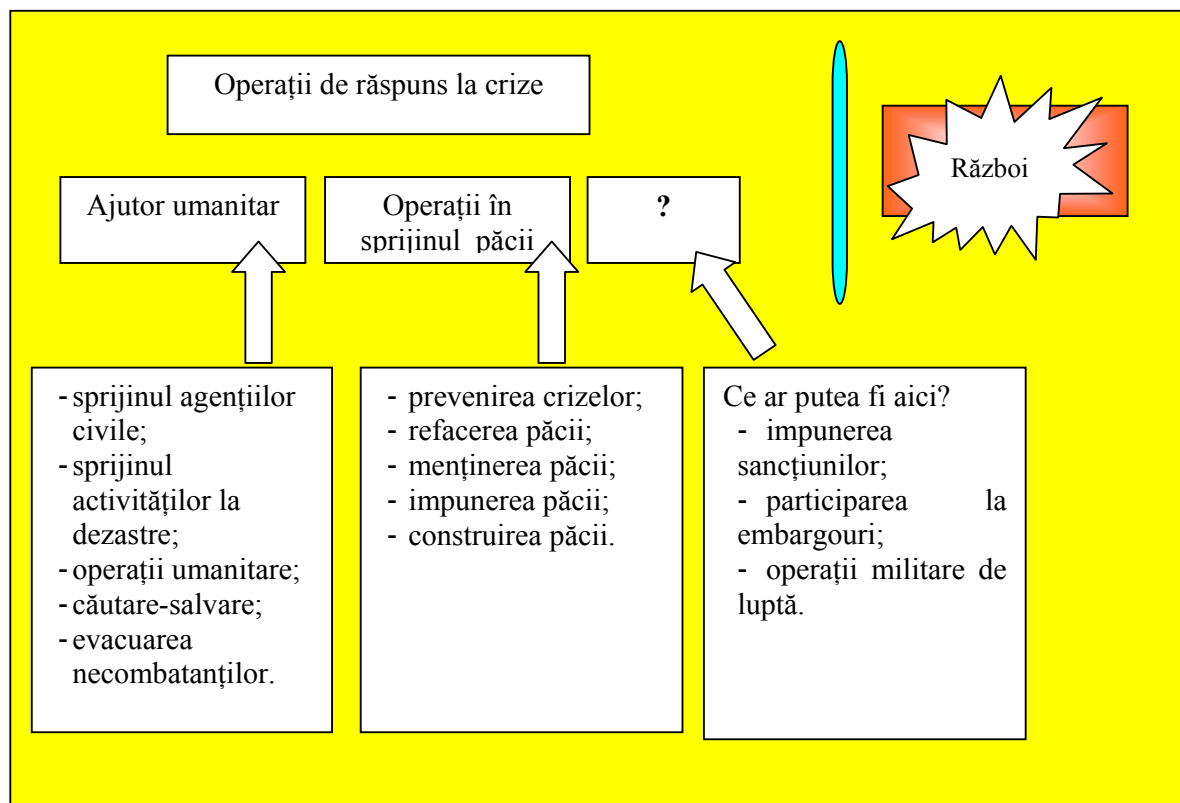 Operații de răspuns la crize
Război
Ajutor umanitar
Operații în
sprijinul păcii
?
- sprijinul agențiilor
civile;
- sprijinul
activităților la
dezastre;
- operații umanitare;
- căutare-salvare;
- evacuarea
necombatanților.
- prevenirea crizelor;
- refacerea păcii;
- menținerea păcii;
- impunerea păcii;
- construirea păcii.
Ce ar putea fi aici?
- impunerea
sancțiunilor;
- participarea la
embargouri;
- operații militare de
luptă.